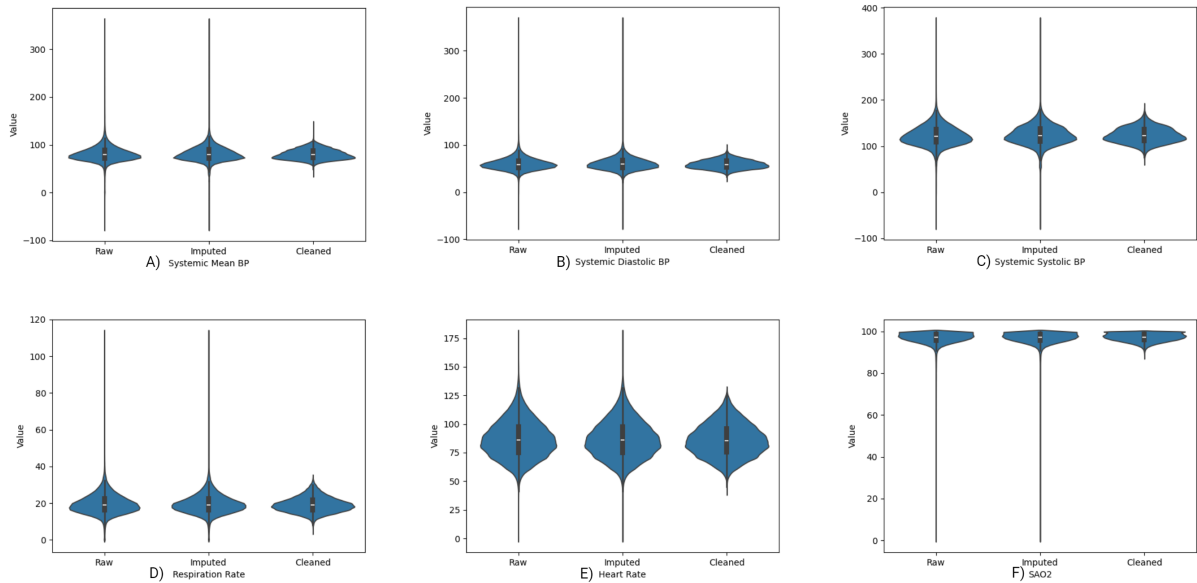 300
200
100
0
−100
Value
Raw Imputed Cleaned
A) Systemic Mean BP
300
200
100
0
−100
Value
Raw Imputed Cleaned
B) Systemic Diastolic BP
400
300
200
100
0
−100
Value
Raw Imputed Cleaned
C) Systemic Systolic BP
120
100
80
60
40
20
0
Value
Raw Imputed Cleaned
D) Respiration Rate
175
150
125
100
75
50
25
0
Value
Raw Imputed Cleaned
E) Heart Rate
100
80
60
40
20
0
Value
Raw Imputed Cleaned
F) SAO2